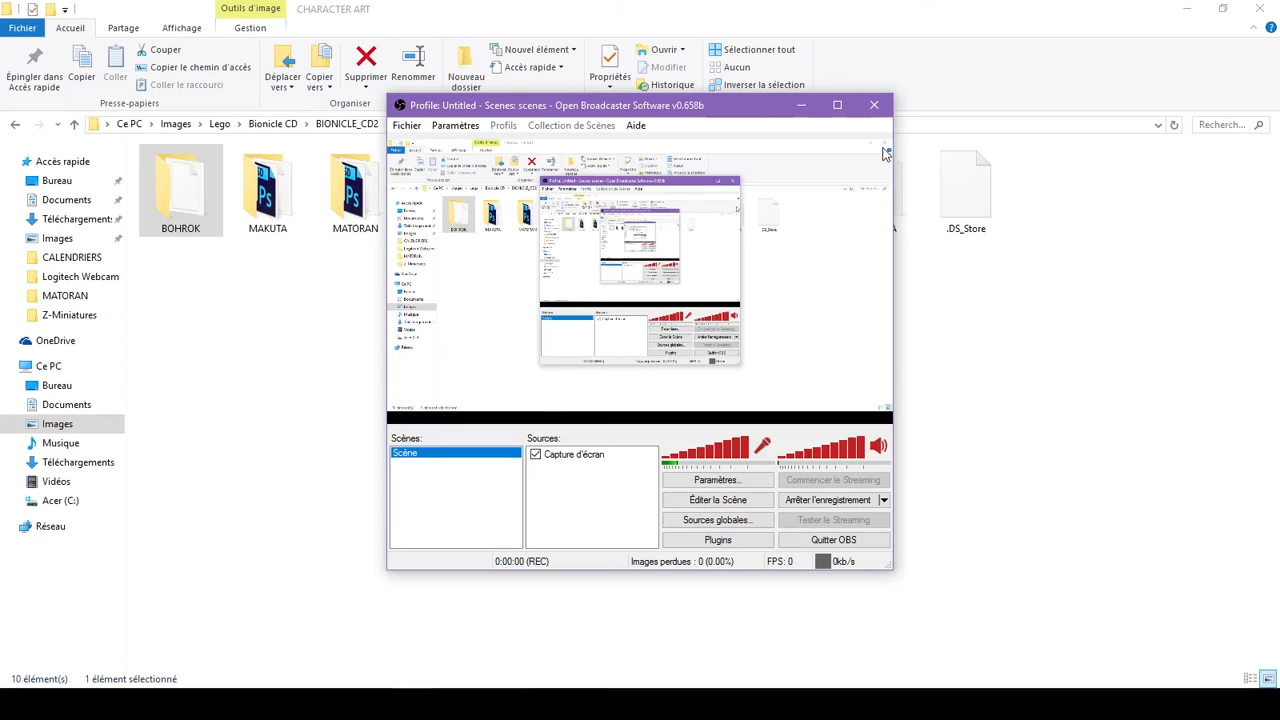 Outils d'image
CHARACTER ART
Fichier
Accueil
Partage
Affichage
Gestion
Épingler dans
Accès rapide
Copier
Coller
Couper
Copier le chemin d'accès
Coller le raccourci
Presse-papiers
Déplacer
vers
Copier
vers
Supprimer
Renommer
Organiser
Nouveau
dossier
Nouvel élément
Accès rapide
Propriétés
Ouvrir
Modifier
Historique
Sélectionner tout
Aucun
Inverser la sélection
Ce PC
Images
Lego
Bionicle CD
BIONICLE_CD2
Recherch...
Accès rapide
Bureau
Documents
Téléchargement:
Images
CALENDRIERS
Logitech Webcam
MATORAN
Z-Miniatures
OneDrive
Ce PC
Bureau
Documents
Images
Musique
Téléchargements
Vidéos
Acer (C:)
Réseau
BOHROK
MAKUTA
MATORAN
.DS_Store
Profile: Untitled - Scenes: scenes - Open Broadcaster Software v0.658b
Fichier
Paramètres
Profils
Collection de Scènes
Aide
Scènes:
Scène
Sources:
Capture d'écran
Paramètres...
Commencer le Streaming
Éditer la Scène
Arrêter l'enregistrement
Sources globales...
Tester le Streaming
Plugins
Quitter OBS
0:00:00 (REC)
Images perdues : 0 (0.00%)
FPS: 0
0kb/s
10 élément(s)
1 élément sélectionné